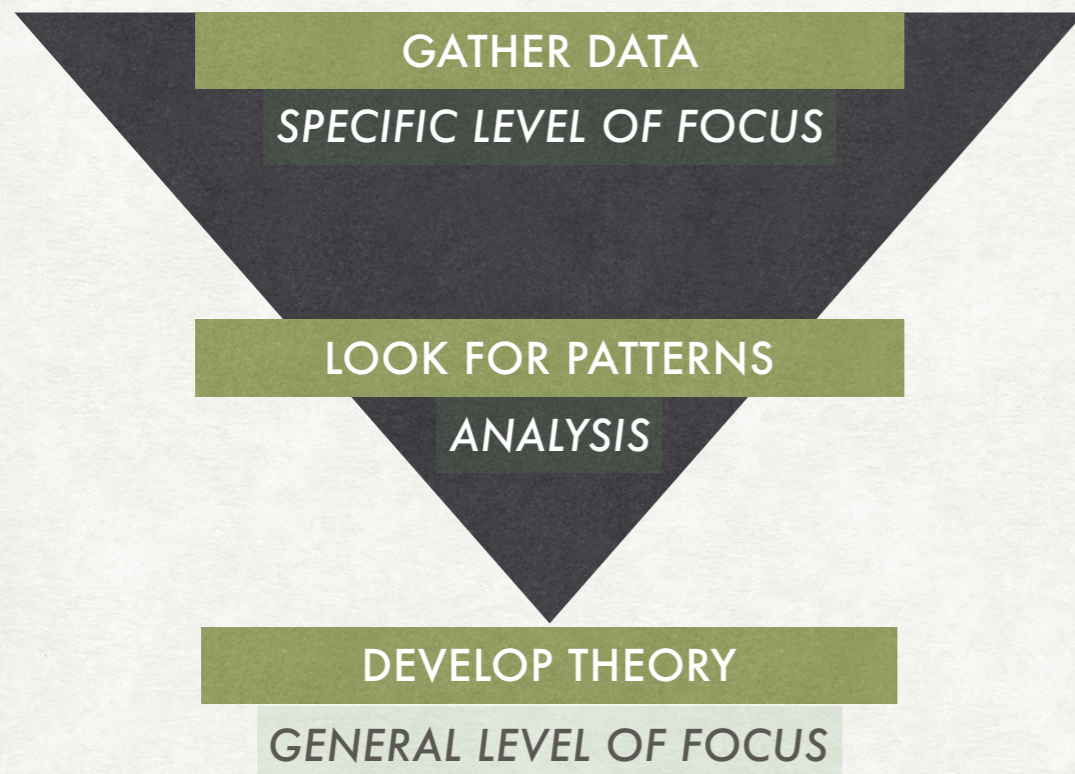 GATHER DATA
SPECIFIC LEVEL OF FOCUS
LOOK FOR PATTERNS
ANALYSIS
DEVELOP THEORY
GENERAL LEVEL OF FOCUS